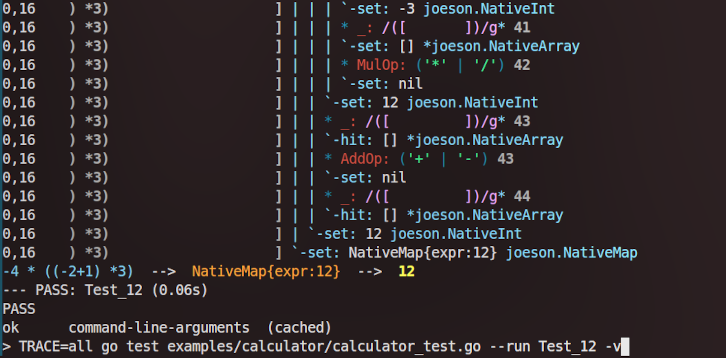 0,16    ) *3)                    ] | | | | `-set: -3 joeson.NativeInt
0,16    ) *3)                    ] | | | | * _: /([       ])/g* 41
0,16    ) *3)                    ] | | | | `-set: [] *joeson.NativeArray
0,16    ) *3)                    ] | | | | * MulOp: ('*' | '/') 42
0,16    ) *3)                    ] | | | | `-set: nil
0,16    ) *3)                    ] | | | `-set: 12 joeson.NativeInt
0,16    ) *3)                    ] | | | * _: /([       ])/g* 43
0,16    ) *3)                    ] | | | `-hit: [] *joeson.NativeArray
0,16    ) *3)                    ] | | | * AddOp: ('+' | '-') 43
0,16    ) *3)                    ] | | | `-set: nil
0,16    ) *3)                    ] | | | * _: /([       ])/g* 44
0,16    ) *3)                    ] | | | `-hit: [] *joeson.NativeArray
0,16    ) *3)                    ] | | `-set: 12 joeson.NativeInt
0,16    ) *3)                    ] `-set: NativeMap{expr:12} joeson.NativeMap
-4 * ((-2+1) *3)  -->  NativeMap{expr:12}  -->  12
--- PASS: Test_12 (0.06s)
PASS
ok      command-line-arguments  (cached)
> TRACE=all go test examples/calculator/calculator_test.go --run Test_12 -v